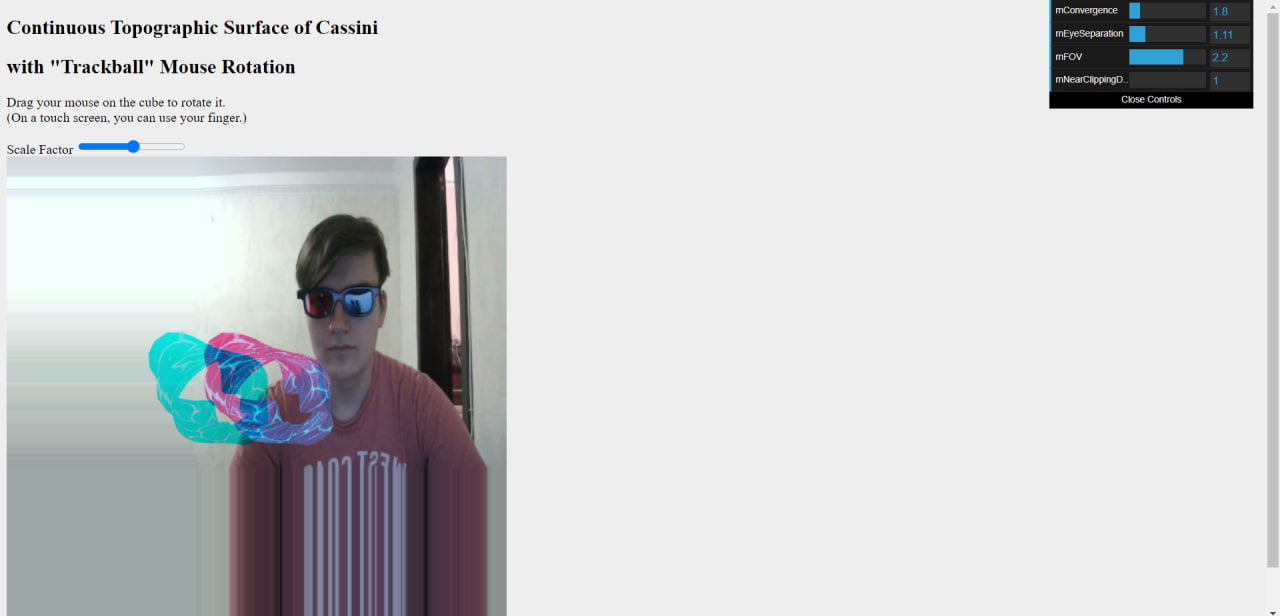 Continuous Topographic Surface of Cassini
with "Trackball" Mouse Rotation
Drag your mouse on the cube to rotate it.
(On a touch screen, you can use your finger.)
Scale Factor
mConvergence 1.8
mEyeSeparation 1.11
mFOV 2.2
mNearClippingD.. 1
Close Controls